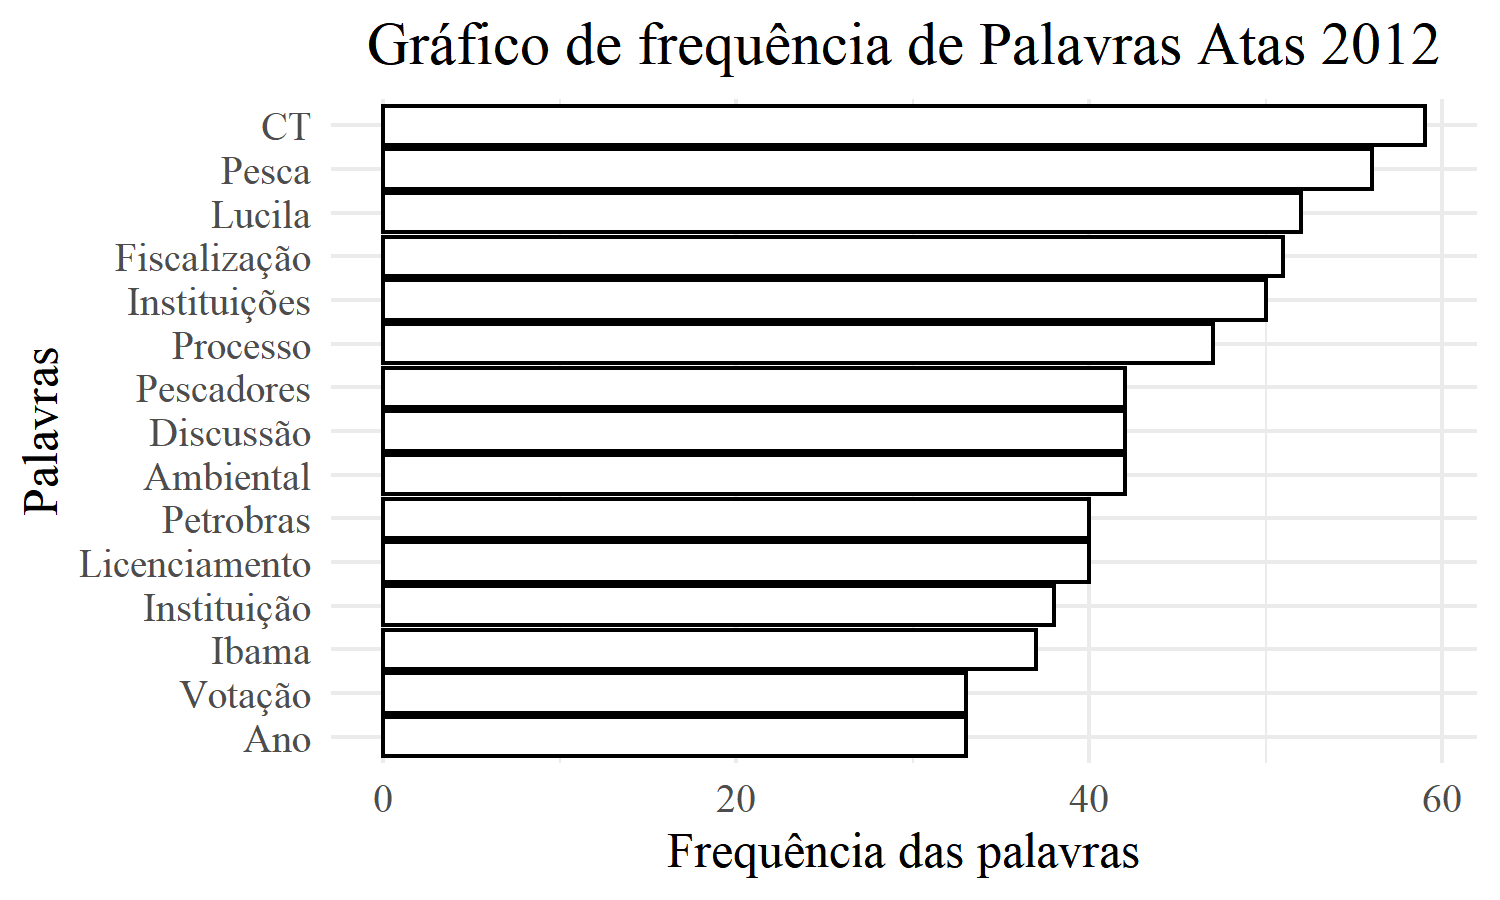 Gráfico de frequência de Palavras Atas 2012
CT
Pesca
Lucila
Fiscalização
Instituições
Processo
Pescadores
Discussão
Ambiental
Petrobras
Licenciamento
Instituição
Ibama
Votação
Ano
Palavras
0 20 40 60
Frequência das palavras